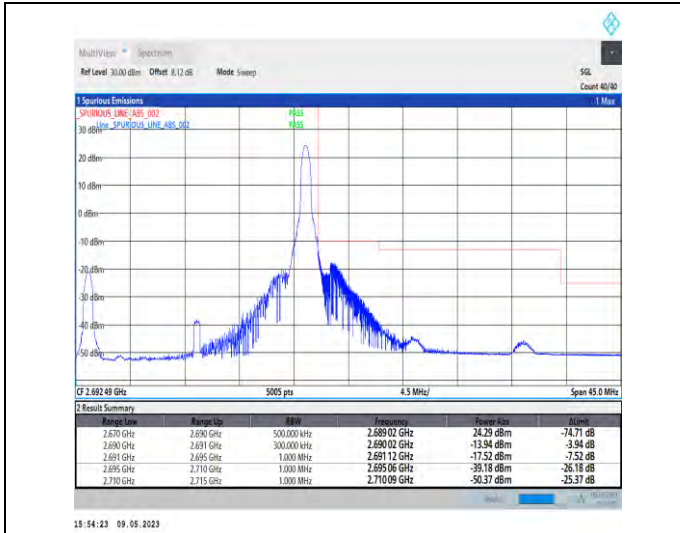 MultiView Spectrum
Ref Level 30.00 dBm Offset 8.12 dB Mode Sweep SGL
Count 40/40
1 Spurious Emissions 1 Max
_SPURIOUS_LINE_ABS_002 PASS
Line _SPURIOUS_LINE_ABS_002 PASS
30 dBm
20 dBm
10 dBm
0 dBm
-10 dBm
-20 dBm
-30 dBm
-40 dBm
-50 dBm
CF 2.692 49 GHz 5005 pts 4.5 MHz/ Span 45.0 MHz
2 Result Summary
Range Low Range Up RBW Frequency Power Abs ΔLimit
2.670 GHz 2.690 GHz 500.000 kHz 2.689 02 GHz 24.29 dBm -74.71 dB
2.690 GHz 2.691 GHz 300.000 kHz 2.690 02 GHz -13.94 dBm -3.94 dB
2.691 GHz 2.695 GHz 1.000 MHz 2.691 12 GHz -17.52 dBm -7.52 dB
2.695 GHz 2.710 GHz 1.000 MHz 2.695 06 GHz -39.18 dBm -26.18 dB
2.710 GHz 2.715 GHz 1.000 MHz 2.710 09 GHz -50.37 dBm -25.37 dB
15:54:23 09.05.2023